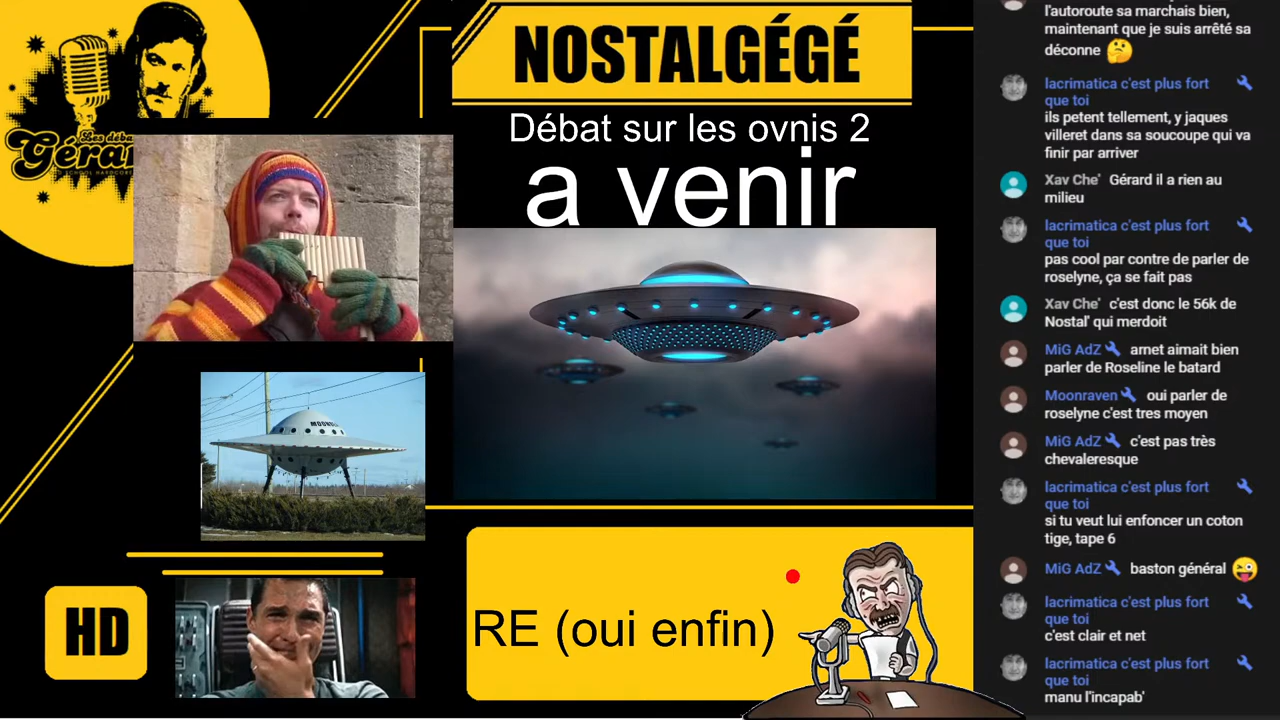 Les déba
Gérar
D SCHOOL HARDCORE
NOSTALGÉGÉ
Débat sur les ovnis 2
a venir
HD
RE (oui enfin)
l'autoroute sa marchais bien,
maintenant que je suis arrêté sa
déconne 🤔
lacrimatica c'est plus fort
que toi
ils petent tellement, y jaques
villeret dans sa soucoupe qui va
finir par arriver
Xav Che' Gérard il a rien au
milieu
lacrimatica c'est plus fort
que toi
pas cool par contre de parler de
roselyne, ça se fait pas
Xav Che' c'est donc le 56k de
Nostal' qui merdoit
MiG AdZ arnet aimait bien
parler de Roseline le batard
Moonraven oui parler de
roselyne c'est tres moyen
MiG AdZ c'est pas très
chevaleresque
lacrimatica c'est plus fort
que toi
si tu veut lui enfoncer un coton
tige, tape 6
MiG AdZ baston général 😜
lacrimatica c'est plus fort
que toi
c'est clair et net
lacrimatica c'est plus fort
que toi
manu l'incapab'